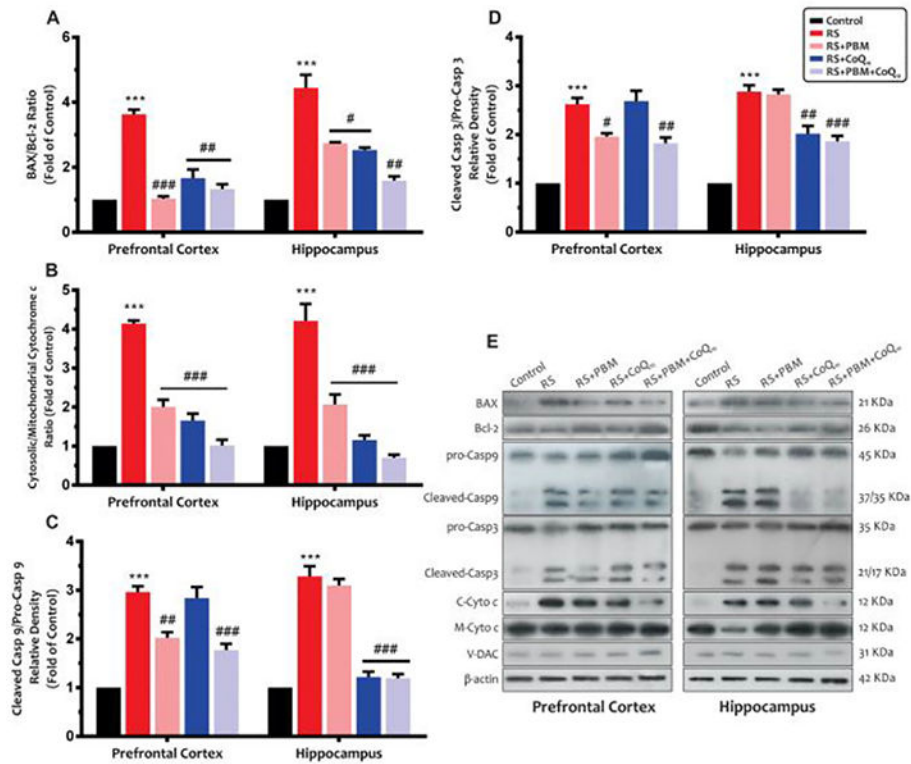 A
BAX/Bcl-2 Ratio
(Fold of Control)
6
4
2
0
***
###
##
***
#
##
Prefrontal Cortex
Hippocampus
B
Cytosolic/Mitochondrial Cytochrome c
Ratio (Fold of Control)
5
4
3
2
1
0
***
###
***
###
Prefrontal Cortex
Hippocampus
C
Cleaved Casp 9/Pro-Casp 9
Relative Density
(Fold of Control)
4
3
2
1
0
***
##
###
***
###
Prefrontal Cortex
Hippocampus
D
Cleaved Casp 3/Pro-Casp 3
Relative Density
(Fold of Control)
4
3
2
1
0
***
#
##
***
##
###
Prefrontal Cortex
Hippocampus
Control
RS
RS+PBM
RS+CoQ₁₀
RS+PBM+CoQ₁₀
E
Control RS RS+PBM RS+CoQ₁₀ RS+PBM+CoQ₁₀ Control RS RS+PBM RS+CoQ₁₀ RS+PBM+CoQ₁₀
BAX 21 KDa
Bcl-2 26 KDa
pro-Casp9 45 KDa
Cleaved-Casp9 37/35 KDa
pro-Casp3 35 KDa
Cleaved-Casp3 21/17 KDa
C-Cyto c 12 KDa
M-Cyto c 12 KDa
V-DAC 31 KDa
β-actin 42 KDa
Prefrontal Cortex Hippocampus